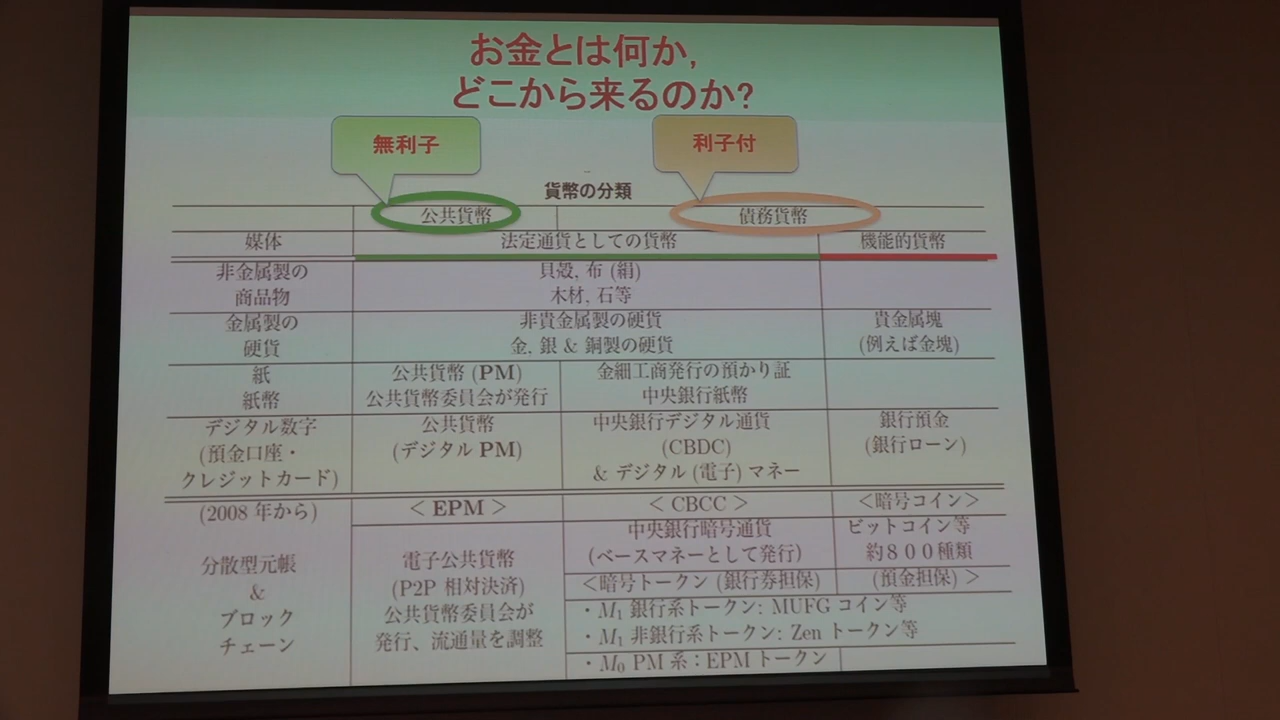 お金とは何か,
どこから来るのか?
無利子
利子付
貨幣の分類
公共貨幣 債務貨幣
媒体 法定通貨としての貨幣 機能的貨幣
非金属製の 貝殻, 布 (絹)
商品物 木材, 石等
金属製の 非貴金属製の硬貨 貴金属塊
硬貨 金, 銀 & 銅製の硬貨 (例えば金塊)
紙 公共貨幣 (PM) 金細工商発行の預かり証
紙幣 公共貨幣委員会が発行 中央銀行紙幣
デジタル数字 公共貨幣 中央銀行デジタル通貨 銀行預金
(預金口座・ (デジタル PM) (CBDC) (銀行ローン)
クレジットカード) & デジタル (電子) マネー
(2008 年から) < EPM > < CBCC > <暗号コイン>
中央銀行暗号通貨 ビットコイン等
分散型元帳 電子公共貨幣 (ベースマネーとして発行) 約800種類
& (P2P 相対決済) <暗号トークン (銀行券担保) (預金担保) >
ブロック 公共貨幣委員会が ・M1 銀行系トークン: MUFG コイン等
チェーン 発行、流通量を調整 ・M1 非銀行系トークン: Zen トークン等
・M0 PM 系：EPM トークン